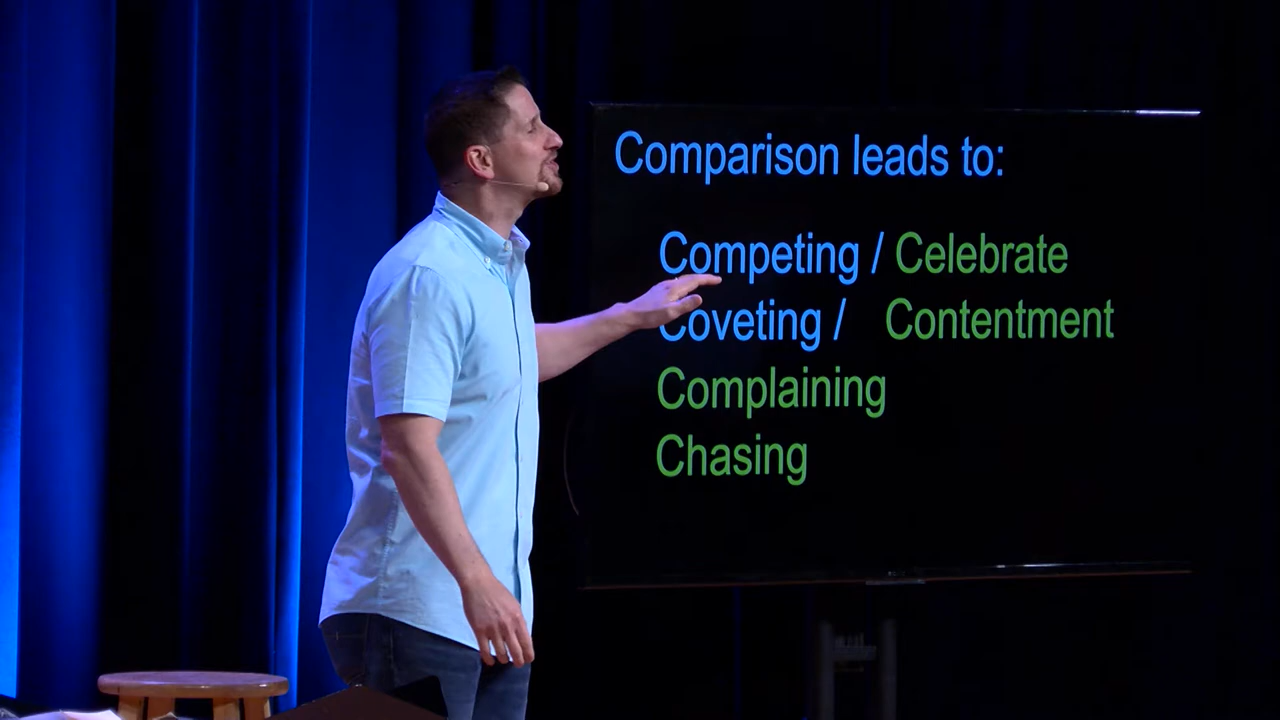 Comparison leads to:
Competing / Celebrate
Coveting / Contentment
Complaining
Chasing